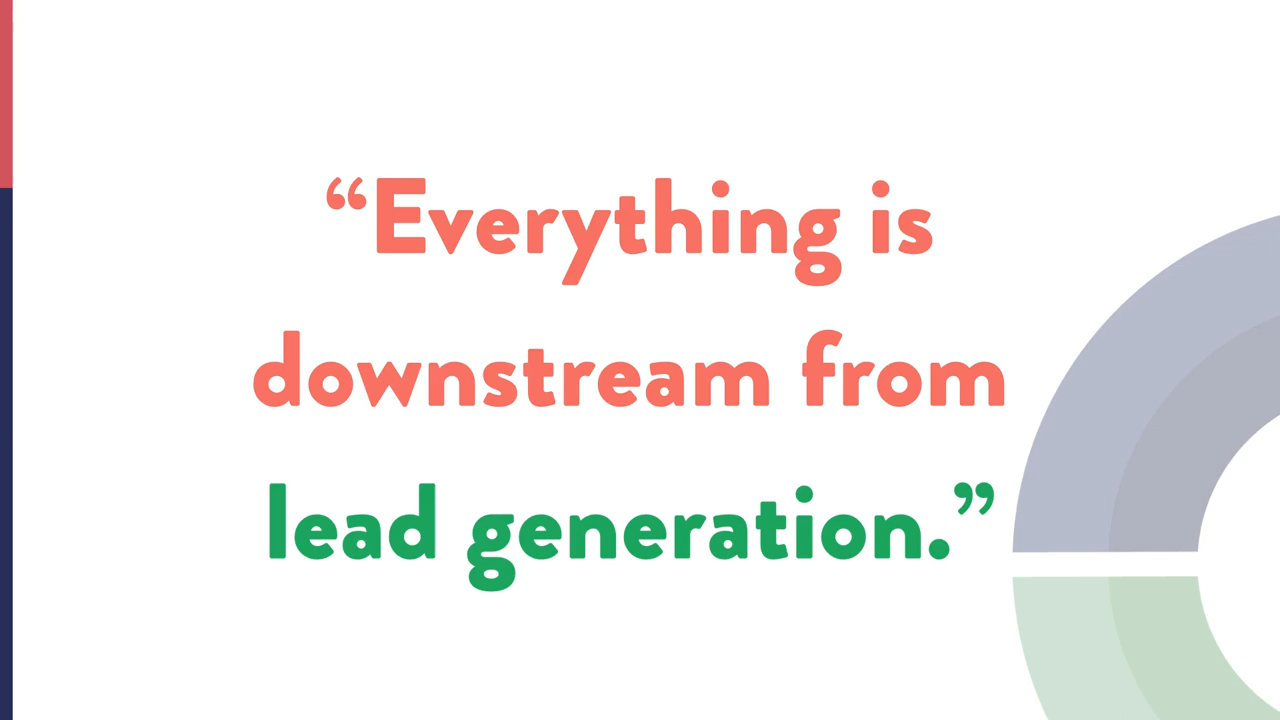 “Everything is
downstream from
lead generation.”